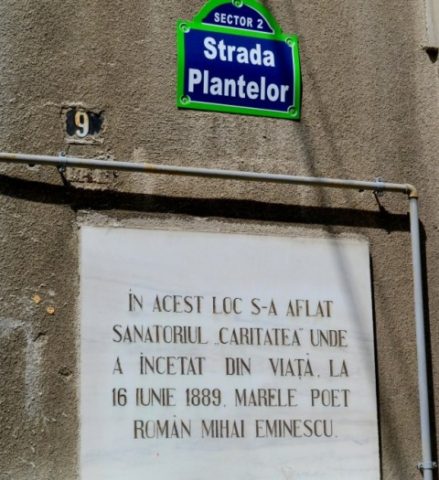 SECTOR 2
Strada
Plantelor
9
ÎN ACEST LOC S-A AFLAT
SANATORIUL „CARITATEA" UNDE
A ÎNCETAT DIN VIAȚĂ, LA
16 IUNIE 1889, MARELE POET
ROMÂN MIHAI EMINESCU.